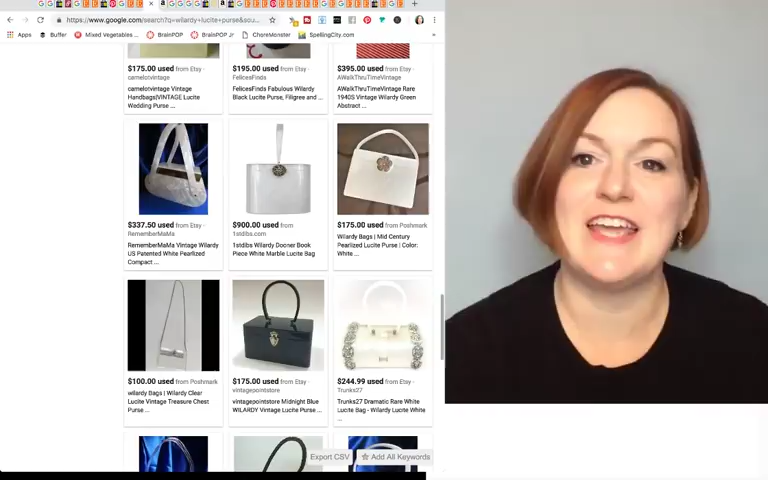 https://www.google.com/search?q=wilardy+lucite+purse&sou...
Apps Buffer Mixed Vegetables ... BrainPOP BrainPOP Jr ChoreMonster SpellingCity.com
$175.00 used from Etsy ·
camelotvintage
camelotvintage Vintage
Handbags|VINTAGE Lucite
Wedding Purse ...
$195.00 used from Etsy ·
FelicesFinds
FelicesFinds Fabulous Wilardy
Black Lucite Purse, Filigree and ...
$395.00 used from Etsy ·
AWalkThruTimeVintage
AWalkThruTimeVintage Rare
1940S Vintage Wilardy Green
Abstract ...
$337.50 used from Etsy ·
RememberMaMa
RememberMaMa Vintage Wilardy
US Patented White Pearlized
Compact ...
$900.00 used from
1stdibs.com
1stdibs Wilardy Dooner Book
Piece White Marble Lucite Bag
$175.00 used from Poshmark
Wilardy Bags | Mid Century
Pearlized Lucite Purse | Color:
White ...
$100.00 used from Poshmark
wilardy Bags | Wilardy Clear
Lucite Vintage Treasure Chest
Purse ...
$175.00 used from Etsy ·
vintagepointstore
vintagepointstore Midnight Blue
WILARDY Vintage Lucite Purse ...
$244.99 used from Etsy ·
Trunks27
Trunks27 Dramatic Rare White
Lucite Bag - Wilardy Lucite White
...
Export CSV
Add All Keywords